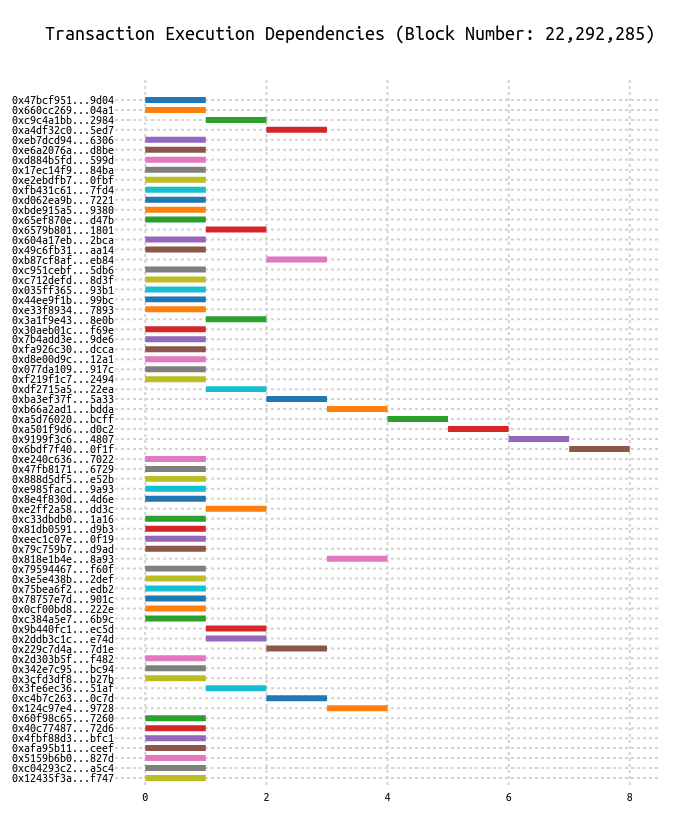 Transaction Execution Dependencies (Block Number: 22,292,285)
0x47bcf951...9d04
0x660cc269...04a1
0xc9c4a1bb...2984
0xa4df32c0...5ed7
0xeb7dcd94...6306
0xe6a2076a...d8be
0xd884b5fd...599d
0x17ec14f9...84ba
0xe2ebdfb7...0fbf
0xfb431c61...7fd4
0xd062ea9b...7221
0xbde915a5...9380
0x65ef870e...d47b
0x6579b801...1801
0x604a17eb...2bca
0x49c6fb31...aa14
0xb87cf8af...eb84
0xc951cebf...5db6
0xc712defd...8d3f
0x035ff365...93b1
0x44ee9f1b...99bc
0xe33f8934...7893
0x3a1f9e43...8e0b
0x30aeb01c...f69e
0x7b4add3e...9de6
0xfa926c30...dcca
0xd8e00d9c...12a1
0x077da109...917c
0xf219f1c7...2494
0xdf2715a5...22ea
0xba3ef37f...5a33
0xb66a2ad1...bdda
0xa5d76020...bcff
0xa501f9d6...d0c2
0x9199f3c6...4807
0x6bdf7f40...0f1f
0xe240c636...7022
0x47fb8171...6729
0x888d5df5...e52b
0xe985facd...9a93
0x8e4f830d...4d6e
0xe2ff2a58...dd3c
0xc33dbdb0...1a16
0x81db0591...d9b3
0xeec1c07e...0f19
0x79c759b7...d9ad
0x818e1b4e...8a93
0x79594467...f60f
0x3e5e438b...2def
0x75bea6f2...edb2
0x78757e7d...901c
0x0cf00bd8...222e
0xc384a5e7...6b9c
0x9b440fc1...ec5d
0x2ddb3c1c...e74d
0x229c7d4a...7d1e
0x2d303b5f...f482
0x342e7c95...bc94
0x3cfd3df8...b27b
0x3fe6ec36...51af
0xc4b7c263...0c7d
0x124c97e4...9728
0x60f98c65...7260
0x40c77487...72d6
0x4fbf88d3...bfc1
0xafa95b11...ceef
0x5159b6b0...827d
0xc04293c2...a5c4
0x12435f3a...f747
0 2 4 6 8